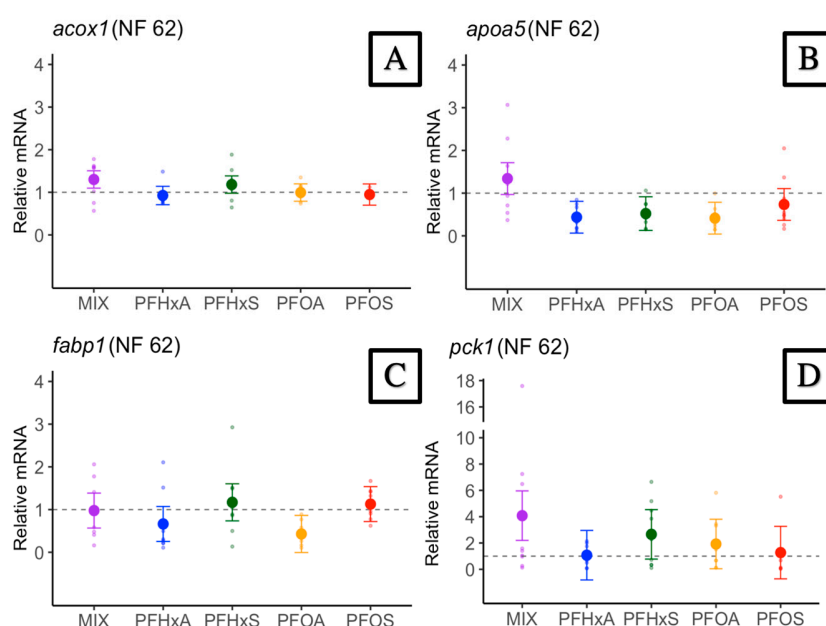 acox1(NF 62)
A
Relative mRNA
4
3
2
1
0
MIX PFHxA PFHxS PFOA PFOS
apoa5(NF 62)
B
Relative mRNA
4
3
2
1
0
MIX PFHxA PFHxS PFOA PFOS
fabp1(NF 62)
C
Relative mRNA
4
3
2
1
0
MIX PFHxA PFHxS PFOA PFOS
pck1(NF 62)
D
Relative mRNA
18
16
10
8
6
4
2
0
MIX PFHxA PFHxS PFOA PFOS